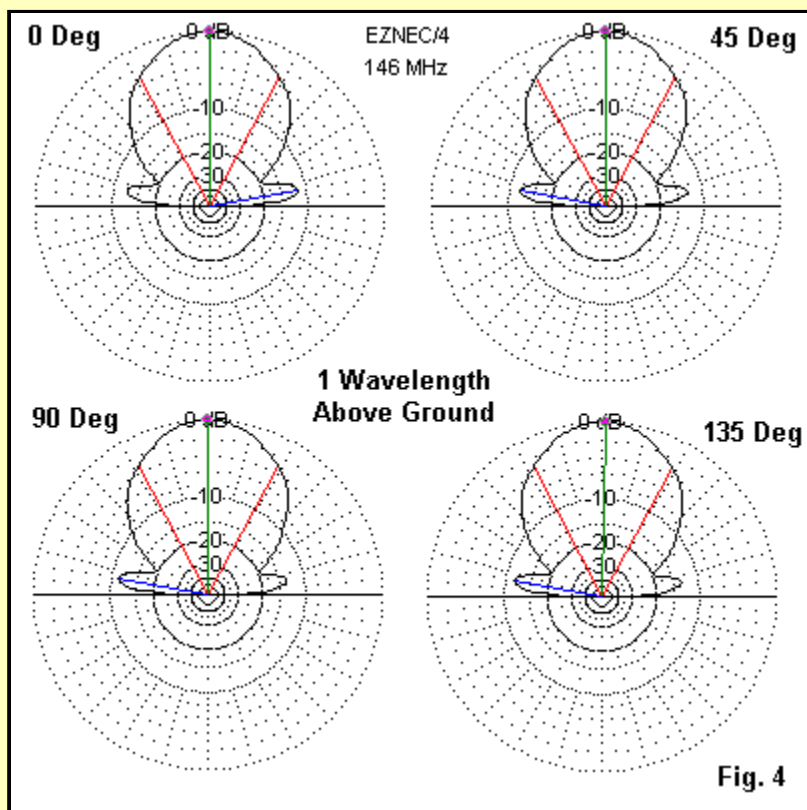 0 Deg
0 dB
EZNEC/4
146 MHz
0 dB
45 Deg
-10
-20
-30
-10
-20
-30
1 Wavelength
Above Ground
90 Deg
0 dB
0 dB
135 Deg
-10
-20
-30
-10
-20
-30
Fig. 4